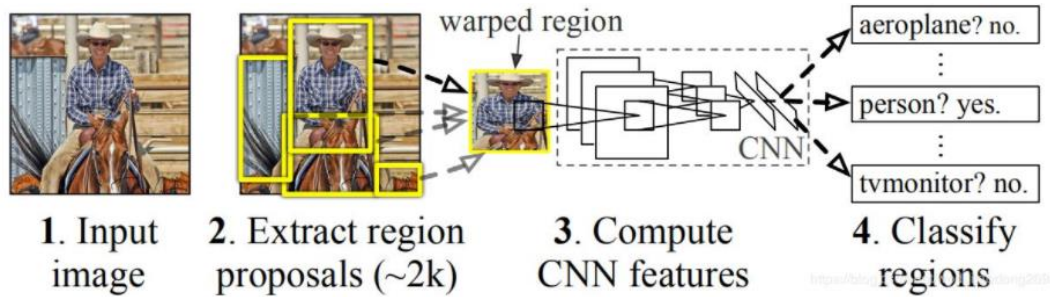 warped region
aeroplane? no.
person? yes.
CNN
tvmonitor? no.
1. Input
image
2. Extract region
proposals (~2k)
3. Compute
CNN features
4. Classify
regions